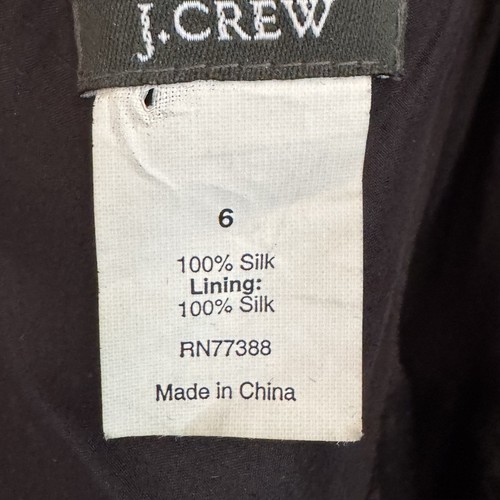 J.CREW
6
100% Silk
Lining:
100% Silk
RN77388
Made in China